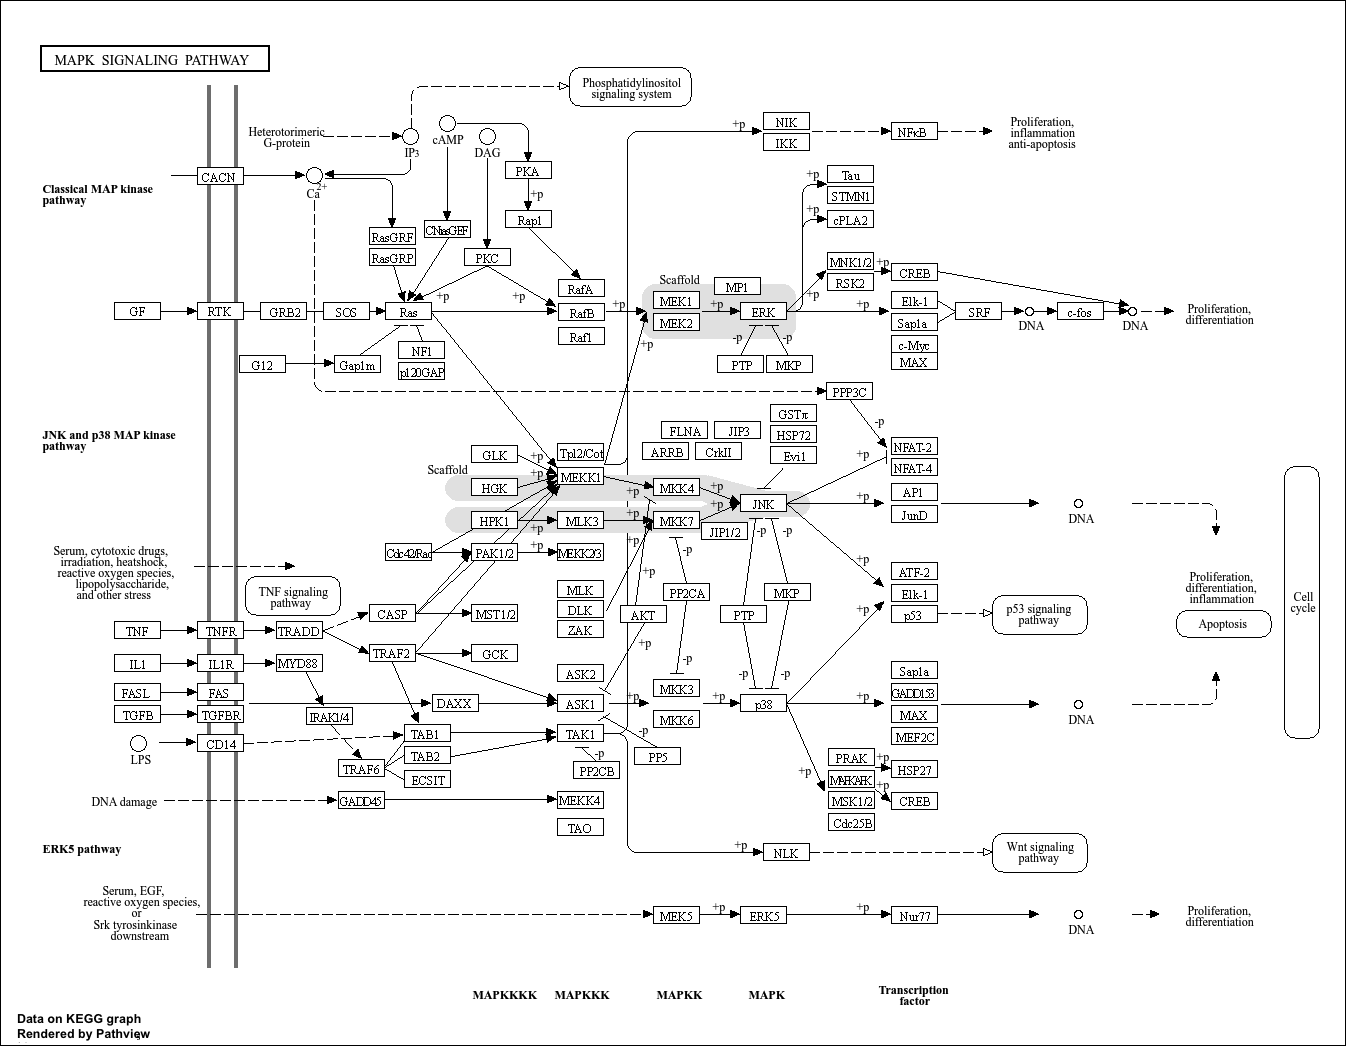 MAPK SIGNALING PATHWAY
Phosphatidylinositol
signaling system
Heterotorimeric
G-protein
IP3
cAMP
DAG
+p
NIK
IKK
NFκB
Proliferation,
inflammation
anti-apoptosis
Classical MAP kinase
pathway
CACN
Ca2+
PKA
+p
Rap1
+p
Tau
STMN1
+p
cPLA2
RasGRF
RasGRP
CNrasGEF
PKC
RafA
RafB
Raf1
Scaffold
MP1
MNK1/2
RSK2
+p
CREB
GF
RTK
GRB2
SOS
Ras
+p
+p
+p
MEK1
MEK2
+p
ERK
+p
+p
Elk-1
Sap1a
c-Myc
MAX
SRF
DNA
c-fos
DNA
Proliferation,
differentiation
G12
Gap1m
NF1
p120GAP
+p
-p
-p
PTP
MKP
PPP3C
-p
JNK and p38 MAP kinase
pathway
GSTπ
HSP72
Evi1
FLNA
JIP3
ARRB
CrkII
NFAT-2
NFAT-4
+p
Scaffold
GLK
+p
Tpl2/Cot
HGK
+p
MEKK1
+p
+p
MKK4
+p
JNK
+p
AP1
JunD
DNA
HPK1
+p
MLK3
+p
MKK7
+p
JIP1/2
-p
-p
Cdc42/Rac
PAK1/2
+p
MEKK2/3
+p
-p
+p
Serum, cytotoxic drugs,
irradiation, heatshock,
reactive oxygen species,
lipopolysaccharide,
and other stress
TNF signaling
pathway
MLK
DLK
ZAK
+p
AKT
PP2CA
PTP
MKP
ATF-2
Elk-1
p53
+p
p53 signaling
pathway
Proliferation,
differentiation,
inflammation
Apoptosis
Cell
cycle
CASP
MST1/2
TNF
TNFR
TRADD
TRAF2
GCK
+p
-p
IL1
IL1R
MYD88
ASK2
MKK3
-p
-p
Sap1a
GADD153
MAX
MEF2C
FASL
FAS
DAXX
ASK1
+p
MKK6
+p
p38
+p
DNA
TGFB
TGFBR
IRAK1/4
LPS
CD14
TAB1
TAK1
-p
PP5
TRAF6
TAB2
ECSIT
-p
PP2CB
+p
PRAK
MAPKAPK
MSK1/2
Cdc25B
+p
HSP27
+p
CREB
DNA damage
GADD45
MEKK4
TAO
ERK5 pathway
+p
NLK
Wnt signaling
pathway
Serum, EGF,
reactive oxygen species,
or
Srk tyrosinkinase
downstream
MEK5
+p
ERK5
+p
Nur77
DNA
Proliferation,
differentiation
MAPKKKK
MAPKKK
MAPKK
MAPK
Transcription
factor
Data on KEGG graph
Rendered by Pathview